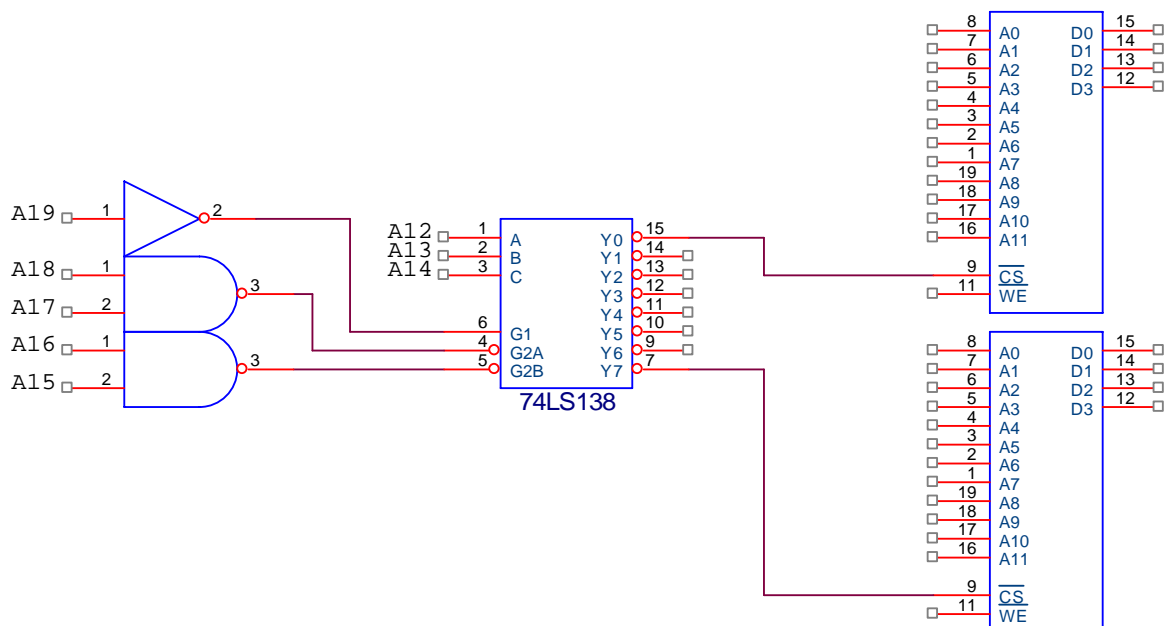 8 A0 D0 15
7 A1 D1 14
6 A2 D2 13
5 A3 D3 12
4 A4
3 A5
2 A6
1 A7
19 A8
18 A9
17 A10
16 A11
9 CS
11 WE
A19 1 2
A18 1 3
A17 2
A16 1 3
A15 2
A12 1 A Y0 15
A13 2 B Y1 14
A14 3 C Y2 13
Y3 12
Y4 11
6 G1 Y5 10
4 G2A Y6 9
5 G2B Y7 7
74LS138
8 A0 D0 15
7 A1 D1 14
6 A2 D2 13
5 A3 D3 12
4 A4
3 A5
2 A6
1 A7
19 A8
18 A9
17 A10
16 A11
9 CS
11 WE